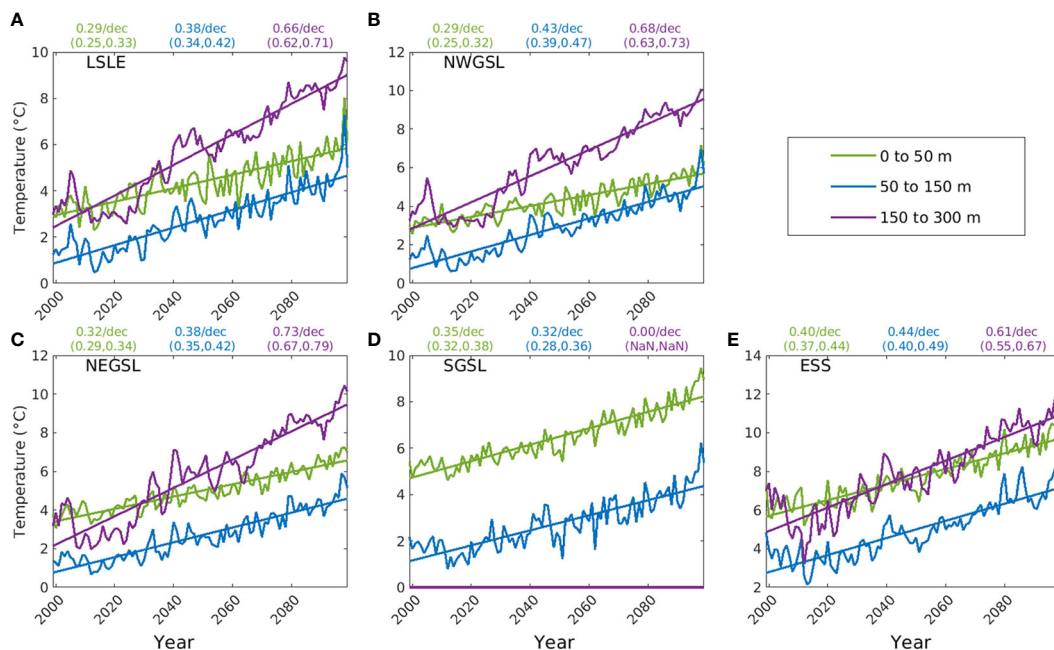 A
0.29/dec 0.38/dec 0.66/dec
(0.25,0.33) (0.34,0.42) (0.62,0.71)
LSLE
10
8
6
4
2
0
Temperature (°C)
2000 2020 2040 2060 2080
B
0.29/dec 0.43/dec 0.68/dec
(0.25,0.32) (0.39,0.47) (0.63,0.73)
NWGSL
12
10
8
6
4
2
0
2000 2020 2040 2060 2080
0 to 50 m
50 to 150 m
150 to 300 m
C
0.32/dec 0.38/dec 0.73/dec
(0.29,0.34) (0.35,0.42) (0.67,0.79)
NEGSL
12
10
8
6
4
2
0
Temperature (°C)
2000 2020 2040 2060 2080
Year
D
0.35/dec 0.32/dec 0.00/dec
(0.32,0.38) (0.28,0.36) (NaN,NaN)
SGSL
10
8
6
4
2
0
2000 2020 2040 2060 2080
Year
E
0.40/dec 0.44/dec 0.61/dec
(0.37,0.44) (0.40,0.49) (0.55,0.67)
ESS
12
10
8
6
4
2
2000 2020 2040 2060 2080
Year